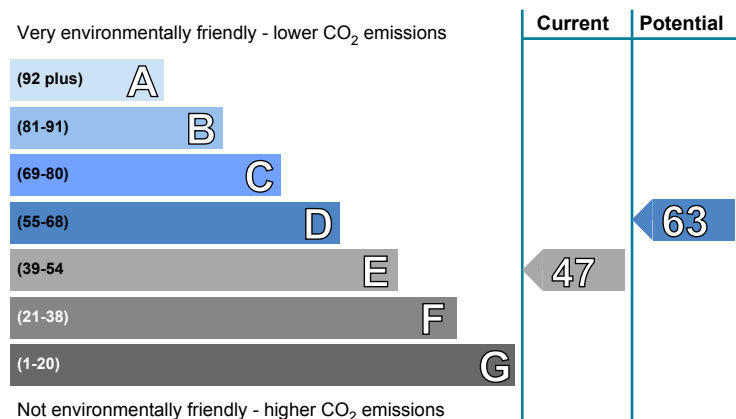 Very environmentally friendly - lower CO₂ emissions
Current
Potential
(92 plus) A
(81-91) B
(69-80) C
(55-68) D
63
(39-54 E
47
(21-38) F
(1-20) G
Not environmentally friendly - higher CO₂ emissions